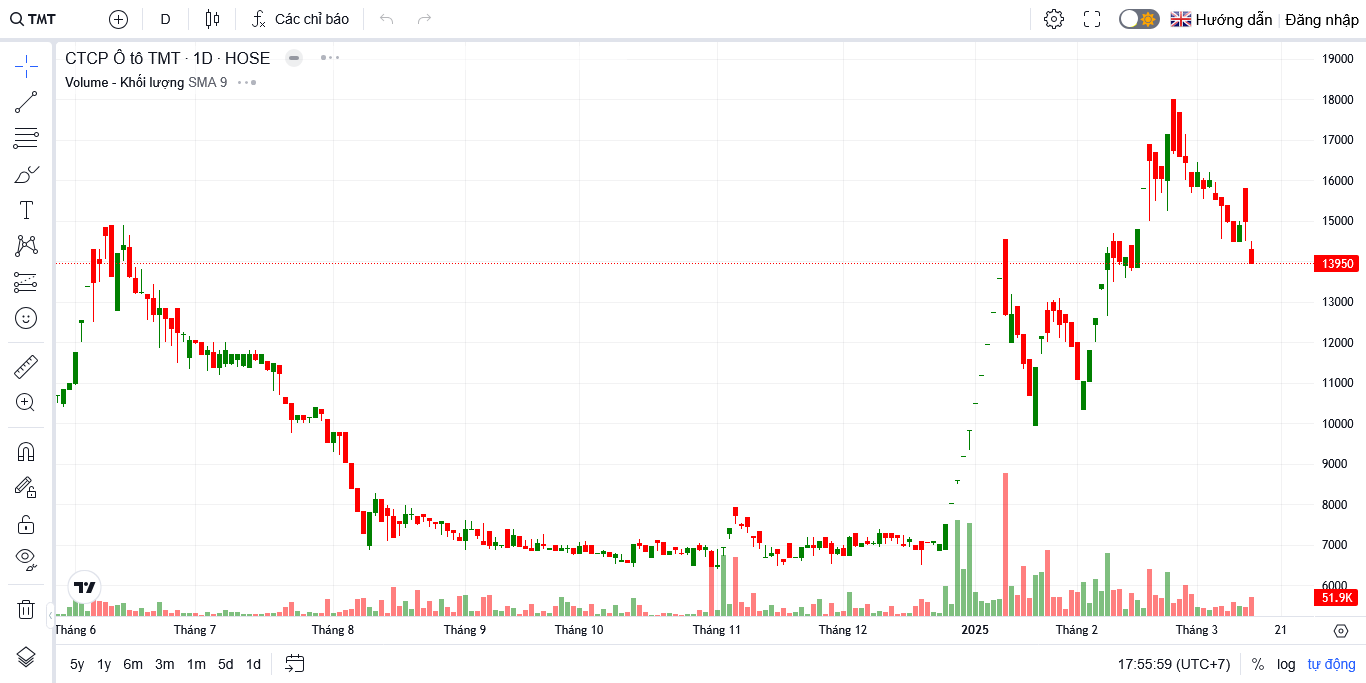 TMT D Các chỉ báo Hướng dẫn Đăng nhập
CTCP Ô tô TMT · 1D · HOSE
Volume - Khối lượng SMA 9
19000
18000
17000
16000
15000
13950
13000
12000
11000
10000
9000
8000
7000
6000
51.9K
Tháng 6 Tháng 7 Tháng 8 Tháng 9 Tháng 10 Tháng 11 Tháng 12 2025 Tháng 2 Tháng 3 21
5y 1y 6m 3m 1m 5d 1d 17:55:59 (UTC+7) % log tự động